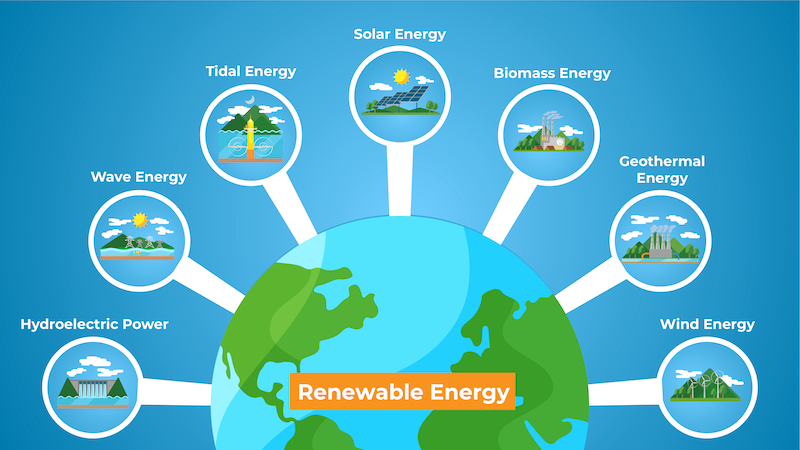 Solar Energy
Tidal Energy
Biomass Energy
Wave Energy
Geothermal
Energy
Hydroelectric Power
Wind Energy
Renewable Energy